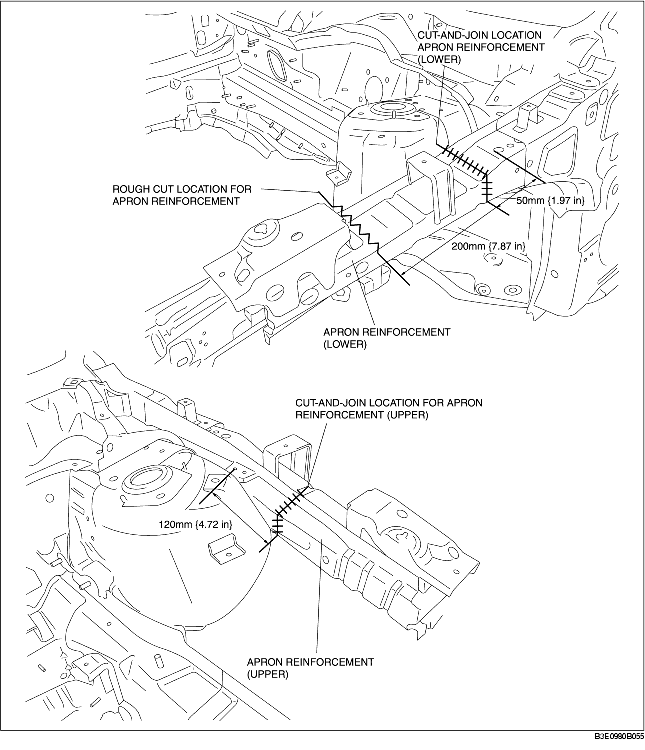 CUT-AND-JOIN LOCATION
APRON REINFORCEMENT
(LOWER)
ROUGH CUT LOCATION FOR
APRON REINFORCEMENT
50mm {1.97 in}
200mm {7.87 in}
APRON REINFORCEMENT
(LOWER)
CUT-AND-JOIN LOCATION FOR APRON
REINFORCEMENT (UPPER)
120mm {4.72 in}
APRON REINFORCEMENT
(UPPER)
B3E0980B055